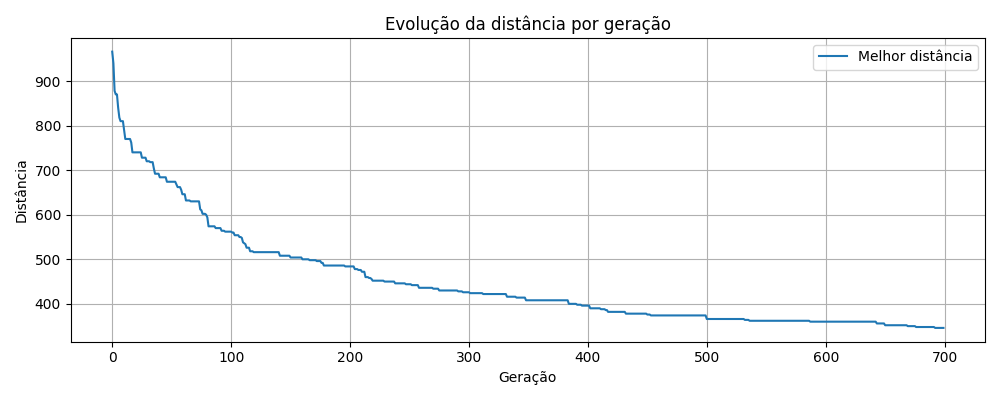 Evolução da distância por geração
Melhor distância
Distância
900
800
700
600
500
400
0 100 200 300 400 500 600 700
Geração